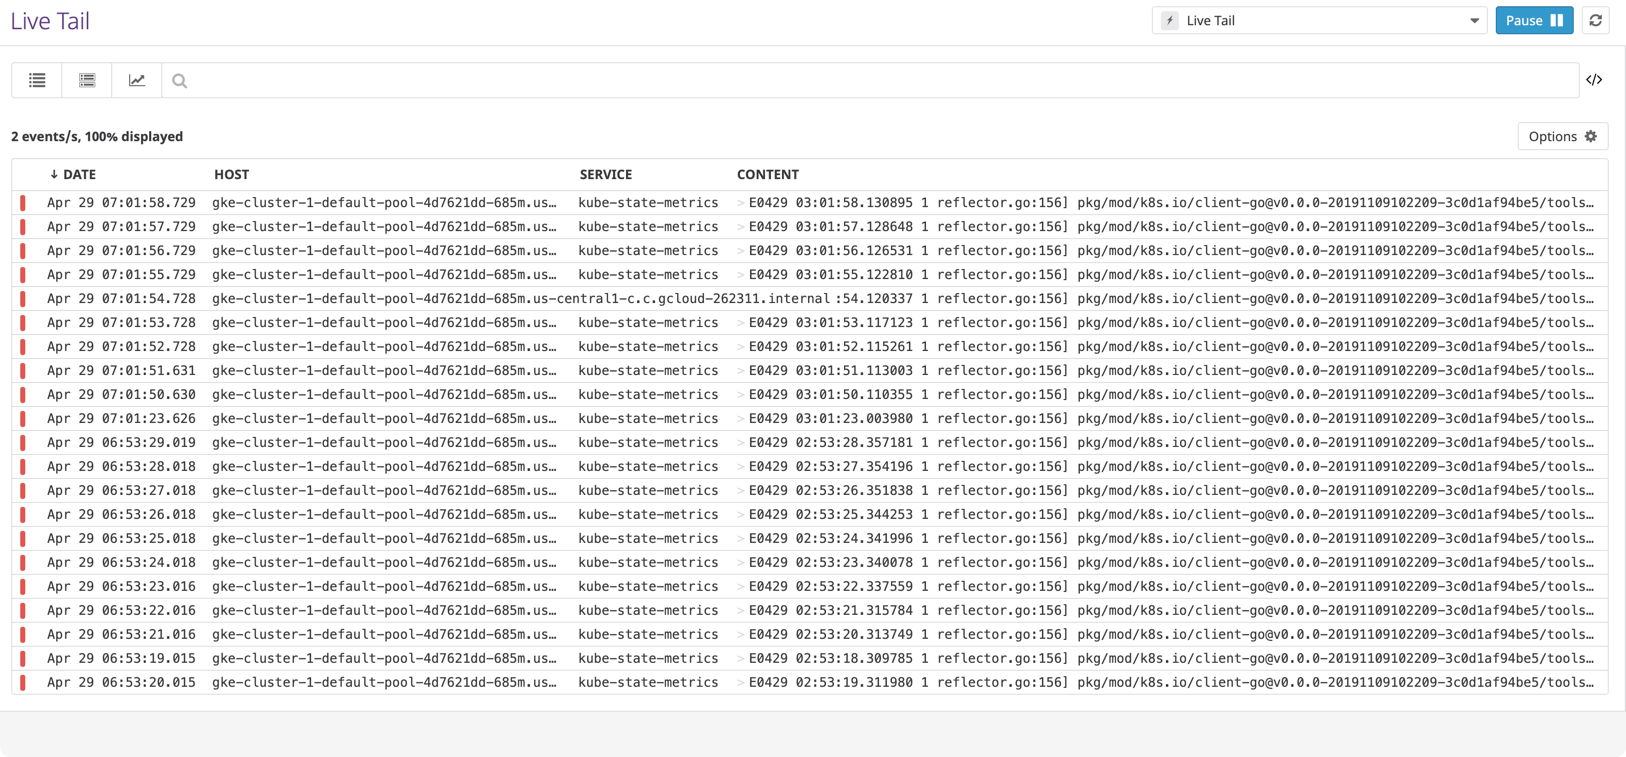 Live Tail
Live Tail
Pause
</>
2 events/s, 100% displayed
Options
↓ DATE HOST SERVICE CONTENT
Apr 29 07:01:58.729 gke-cluster-1-default-pool-4d7621dd-685m.us… kube-state-metrics > E0429 03:01:58.130895 1 reflector.go:156] pkg/mod/k8s.io/client-go@v0.0.0-20191109102209-3c0d1af94be5/tools…
Apr 29 07:01:57.729 gke-cluster-1-default-pool-4d7621dd-685m.us… kube-state-metrics > E0429 03:01:57.128648 1 reflector.go:156] pkg/mod/k8s.io/client-go@v0.0.0-20191109102209-3c0d1af94be5/tools…
Apr 29 07:01:56.729 gke-cluster-1-default-pool-4d7621dd-685m.us… kube-state-metrics > E0429 03:01:56.126531 1 reflector.go:156] pkg/mod/k8s.io/client-go@v0.0.0-20191109102209-3c0d1af94be5/tools…
Apr 29 07:01:55.729 gke-cluster-1-default-pool-4d7621dd-685m.us… kube-state-metrics > E0429 03:01:55.122810 1 reflector.go:156] pkg/mod/k8s.io/client-go@v0.0.0-20191109102209-3c0d1af94be5/tools…
Apr 29 07:01:54.728 gke-cluster-1-default-pool-4d7621dd-685m.us-central1-c.c.gcloud-262311.internal :54.120337 1 reflector.go:156] pkg/mod/k8s.io/client-go@v0.0.0-20191109102209-3c0d1af94be5/tools…
Apr 29 07:01:53.728 gke-cluster-1-default-pool-4d7621dd-685m.us… kube-state-metrics > E0429 03:01:53.117123 1 reflector.go:156] pkg/mod/k8s.io/client-go@v0.0.0-20191109102209-3c0d1af94be5/tools…
Apr 29 07:01:52.728 gke-cluster-1-default-pool-4d7621dd-685m.us… kube-state-metrics > E0429 03:01:52.115261 1 reflector.go:156] pkg/mod/k8s.io/client-go@v0.0.0-20191109102209-3c0d1af94be5/tools…
Apr 29 07:01:51.631 gke-cluster-1-default-pool-4d7621dd-685m.us… kube-state-metrics > E0429 03:01:51.113003 1 reflector.go:156] pkg/mod/k8s.io/client-go@v0.0.0-20191109102209-3c0d1af94be5/tools…
Apr 29 07:01:50.630 gke-cluster-1-default-pool-4d7621dd-685m.us… kube-state-metrics > E0429 03:01:50.110355 1 reflector.go:156] pkg/mod/k8s.io/client-go@v0.0.0-20191109102209-3c0d1af94be5/tools…
Apr 29 07:01:23.626 gke-cluster-1-default-pool-4d7621dd-685m.us… kube-state-metrics > E0429 03:01:23.003980 1 reflector.go:156] pkg/mod/k8s.io/client-go@v0.0.0-20191109102209-3c0d1af94be5/tools…
Apr 29 06:53:29.019 gke-cluster-1-default-pool-4d7621dd-685m.us… kube-state-metrics > E0429 02:53:28.357181 1 reflector.go:156] pkg/mod/k8s.io/client-go@v0.0.0-20191109102209-3c0d1af94be5/tools…
Apr 29 06:53:28.018 gke-cluster-1-default-pool-4d7621dd-685m.us… kube-state-metrics > E0429 02:53:27.354196 1 reflector.go:156] pkg/mod/k8s.io/client-go@v0.0.0-20191109102209-3c0d1af94be5/tools…
Apr 29 06:53:27.018 gke-cluster-1-default-pool-4d7621dd-685m.us… kube-state-metrics > E0429 02:53:26.351838 1 reflector.go:156] pkg/mod/k8s.io/client-go@v0.0.0-20191109102209-3c0d1af94be5/tools…
Apr 29 06:53:26.018 gke-cluster-1-default-pool-4d7621dd-685m.us… kube-state-metrics > E0429 02:53:25.344253 1 reflector.go:156] pkg/mod/k8s.io/client-go@v0.0.0-20191109102209-3c0d1af94be5/tools…
Apr 29 06:53:25.018 gke-cluster-1-default-pool-4d7621dd-685m.us… kube-state-metrics > E0429 02:53:24.341996 1 reflector.go:156] pkg/mod/k8s.io/client-go@v0.0.0-20191109102209-3c0d1af94be5/tools…
Apr 29 06:53:24.018 gke-cluster-1-default-pool-4d7621dd-685m.us… kube-state-metrics > E0429 02:53:23.340078 1 reflector.go:156] pkg/mod/k8s.io/client-go@v0.0.0-20191109102209-3c0d1af94be5/tools…
Apr 29 06:53:23.016 gke-cluster-1-default-pool-4d7621dd-685m.us… kube-state-metrics > E0429 02:53:22.337559 1 reflector.go:156] pkg/mod/k8s.io/client-go@v0.0.0-20191109102209-3c0d1af94be5/tools…
Apr 29 06:53:22.016 gke-cluster-1-default-pool-4d7621dd-685m.us… kube-state-metrics > E0429 02:53:21.315784 1 reflector.go:156] pkg/mod/k8s.io/client-go@v0.0.0-20191109102209-3c0d1af94be5/tools…
Apr 29 06:53:21.016 gke-cluster-1-default-pool-4d7621dd-685m.us… kube-state-metrics > E0429 02:53:20.313749 1 reflector.go:156] pkg/mod/k8s.io/client-go@v0.0.0-20191109102209-3c0d1af94be5/tools…
Apr 29 06:53:19.015 gke-cluster-1-default-pool-4d7621dd-685m.us… kube-state-metrics > E0429 02:53:18.309785 1 reflector.go:156] pkg/mod/k8s.io/client-go@v0.0.0-20191109102209-3c0d1af94be5/tools…
Apr 29 06:53:20.015 gke-cluster-1-default-pool-4d7621dd-685m.us… kube-state-metrics > E0429 02:53:19.311980 1 reflector.go:156] pkg/mod/k8s.io/client-go@v0.0.0-20191109102209-3c0d1af94be5/tools…